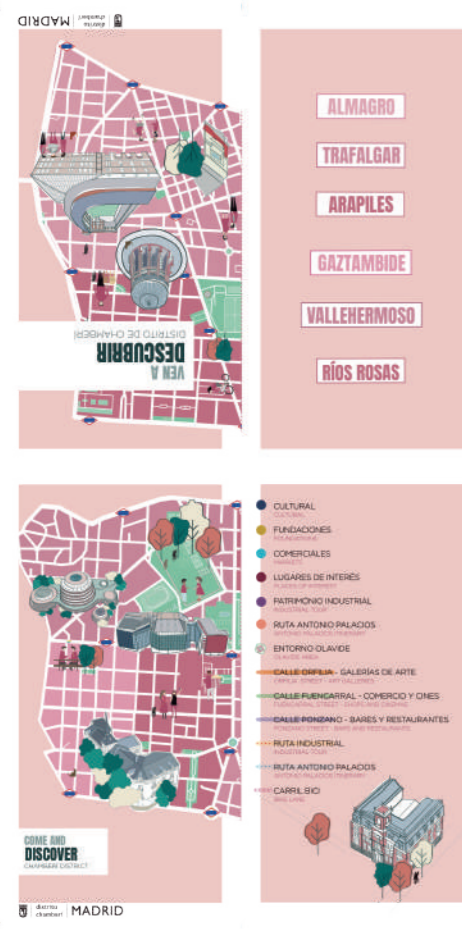 MADRID
distrito
chamberí
VEN A
DESCUBRIR
DISTRITO DE CHAMBERÍ
ALMAGRO
TRAFALGAR
ARAPILES
GAZTAMBIDE
VALLEHERMOSO
RÍOS ROSAS
CULTURAL
CULTURAL
FUNDACIONES
FOUNDATIONS
COMERCIALES
MARKETS
LUGARES DE INTERÉS
PLACES OF INTEREST
PATRIMONIO INDUSTRIAL
INDUSTRIAL TOUR
RUTA ANTONIO PALACIOS
ANTONIO PALACIOS ITINERARY
ENTORNO OLAVIDE
OLAVIDE AREA
CALLE ORFILIA - GALERÍAS DE ARTE
ORFILIA STREET - ART GALLERIES
CALLE FUENCARRAL - COMERCIO Y CINES
FUENCARRAL STREET - SHOPS AND CINEMAS
CALLE PONZANO - BARES Y RESTAURANTES
PONZANO STREET - BARS AND RESTAURANTS
RUTA INDUSTRIAL
INDUSTRIAL TOUR
RUTA ANTONIO PALACIOS
ANTONIO PALACIOS ITINERARY
CARRIL BICI
BIKE LANE
COME AND
DISCOVER
CHAMBERÍ DISTRICT
distrito
chamberí
MADRID